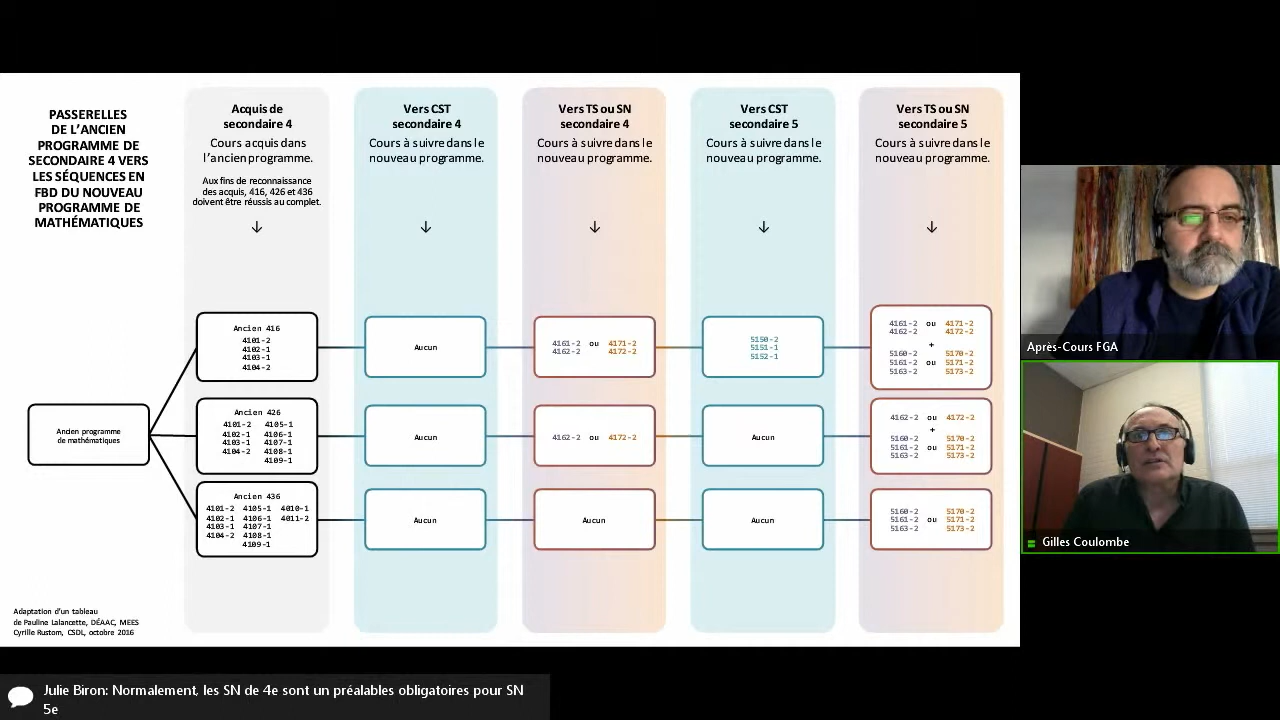 PASSERELLES
DE L'ANCIEN
PROGRAMME DE
SECONDAIRE 4 VERS
LES SÉQUENCES EN
FBD DU NOUVEAU
PROGRAMME DE
MATHÉMATIQUES
Acquis de
secondaire 4
Cours acquis dans
l'ancien programme.
Aux fins de reconnaissance
des acquis, 416, 426 et 436
doivent être réussis au complet.
↓
Vers CST
secondaire 4
Cours à suivre dans le
nouveau programme.
↓
Vers TS ou SN
secondaire 4
Cours à suivre dans le
nouveau programme.
↓
Vers CST
secondaire 5
Cours à suivre dans le
nouveau programme.
↓
Vers TS ou SN
secondaire 5
Cours à suivre dans le
nouveau programme.
↓
Ancien programme
de mathématiques
Ancien 416
4101-2
4102-1
4103-1
4104-2
Aucun
4161-2 ou 4171-2
4162-2 4172-2
5150-2
5151-1
5152-1
4161-2 ou 4171-2
4162-2 4172-2
+
5160-2 5170-2
5161-2 ou 5171-2
5163-2 5173-2
Ancien 426
4101-2 4105-1
4102-1 4106-1
4103-1 4107-1
4104-2 4108-1
4109-1
Aucun
4162-2 ou 4172-2
Aucun
4162-2 ou 4172-2
+
5160-2 5170-2
5161-2 ou 5171-2
5163-2 5173-2
Ancien 436
4101-2 4105-1 4010-1
4102-1 4106-1 4011-2
4103-1 4107-1
4104-2 4108-1
4109-1
Aucun
Aucun
Aucun
5160-2 5170-2
5161-2 ou 5171-2
5163-2 5173-2
Adaptation d'un tableau
de Pauline Lalancette, DÉAAC, MEES
Cyrille Rustom, CSDL, octobre 2016
Après-Cours FGA
Gilles Coulombe
Julie Biron: Normalement, les SN de 4e sont un préalables obligatoires pour SN
5e